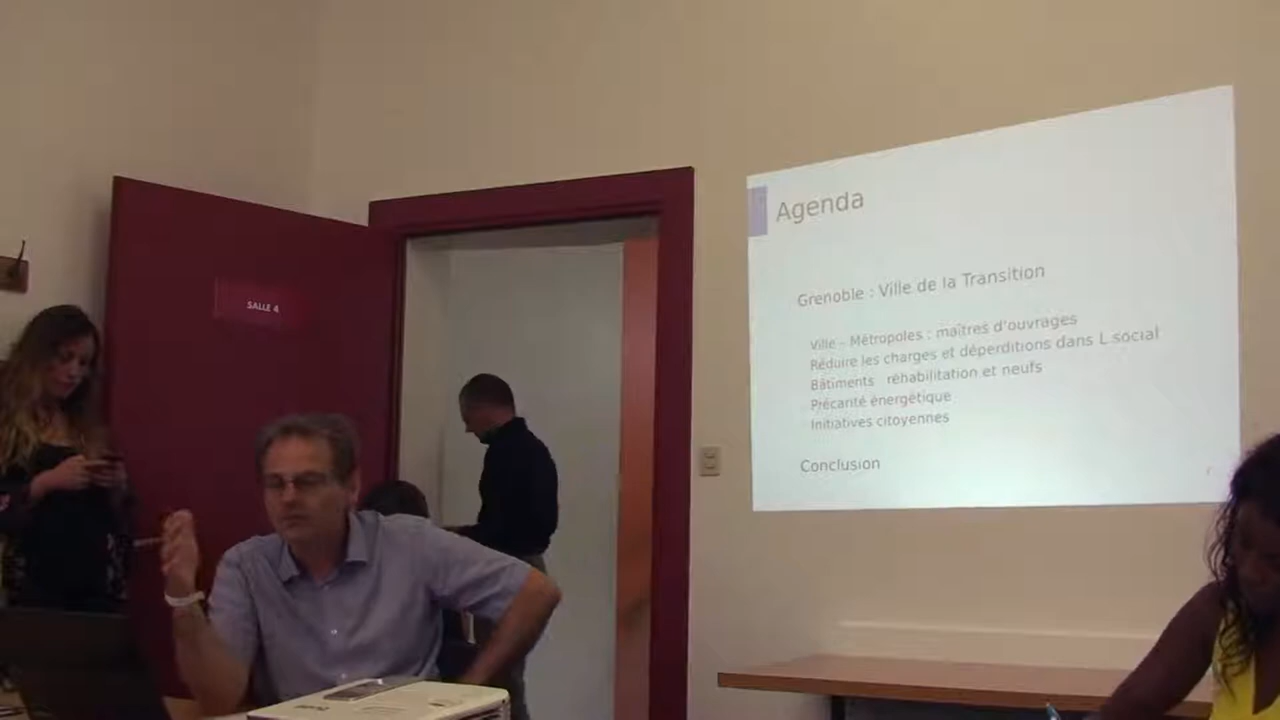 SALLE 4
Agenda
Grenoble : Ville de la Transition
Ville - Métropoles : maîtres d'ouvrages
Réduire les charges et déperditions dans L social
Bâtiments réhabilitation et neufs
Précarité énergétique
Initiatives citoyennes
Conclusion